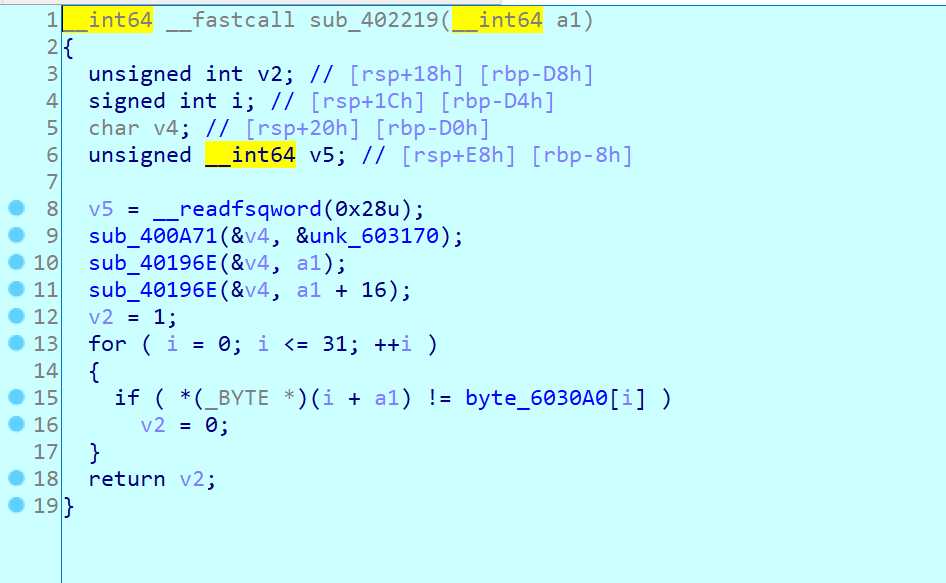 1 __int64 __fastcall sub_402219(__int64 a1)
2 {
3   unsigned int v2; // [rsp+18h] [rbp-D8h]
4   signed int i; // [rsp+1Ch] [rbp-D4h]
5   char v4; // [rsp+20h] [rbp-D0h]
6   unsigned __int64 v5; // [rsp+E8h] [rbp-8h]
7
8   v5 = __readfsqword(0x28u);
9   sub_400A71(&v4, &unk_603170);
10   sub_40196E(&v4, a1);
11   sub_40196E(&v4, a1 + 16);
12   v2 = 1;
13   for ( i = 0; i <= 31; ++i )
14   {
15     if ( *(_BYTE *)(i + a1) != byte_6030A0[i] )
16       v2 = 0;
17   }
18   return v2;
19 }